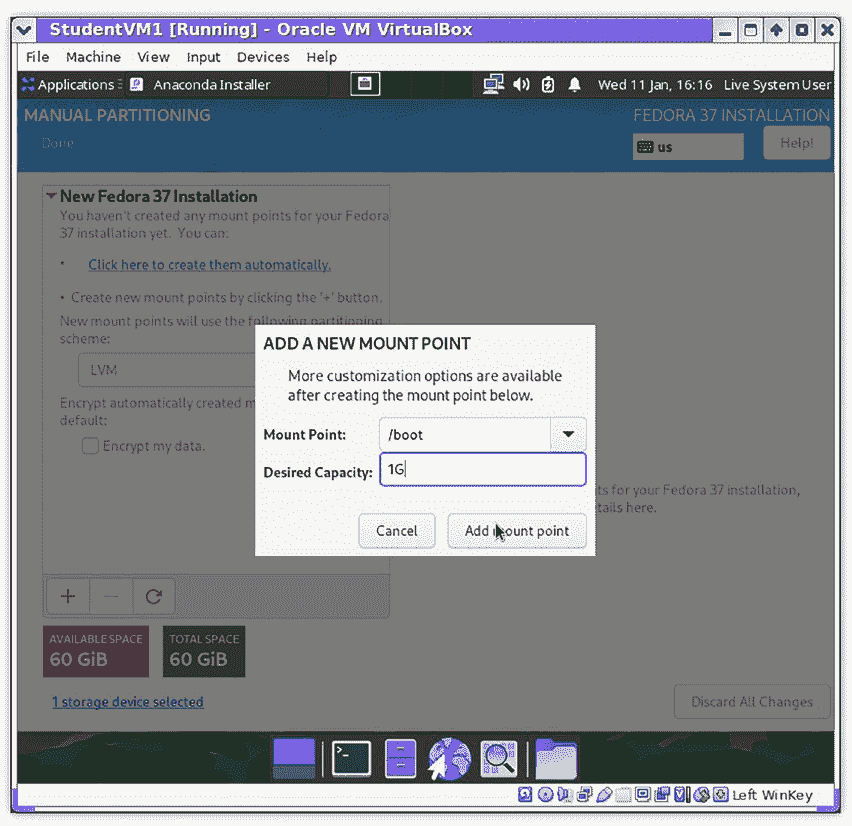 StudentVM1 [Running] - Oracle VM VirtualBox
File Machine View Input Devices Help
Applications Anaconda Installer Wed 11 Jan, 16:16 Live System User
MANUAL PARTITIONING
FEDORA 37 INSTALLATION
Done
us
Help!
New Fedora 37 Installation
You haven't created any mount points for your Fedora
37 installation yet. You can:
• Click here to create them automatically.
• Create new mount points by clicking the '+' button.
New mount points will use the following partitioning
scheme:
LVM
Encrypt automatically created
default:
Encrypt my data.
ADD A NEW MOUNT POINT
More customization options are available
after creating the mount point below.
Mount Point: /boot
Desired Capacity: 1G
Cancel Add mount point
for your Fedora 37 installation,
here.
AVAILABLE SPACE
60 GiB
TOTAL SPACE
60 GiB
1 storage device selected
Discard All Changes
Left WinKey